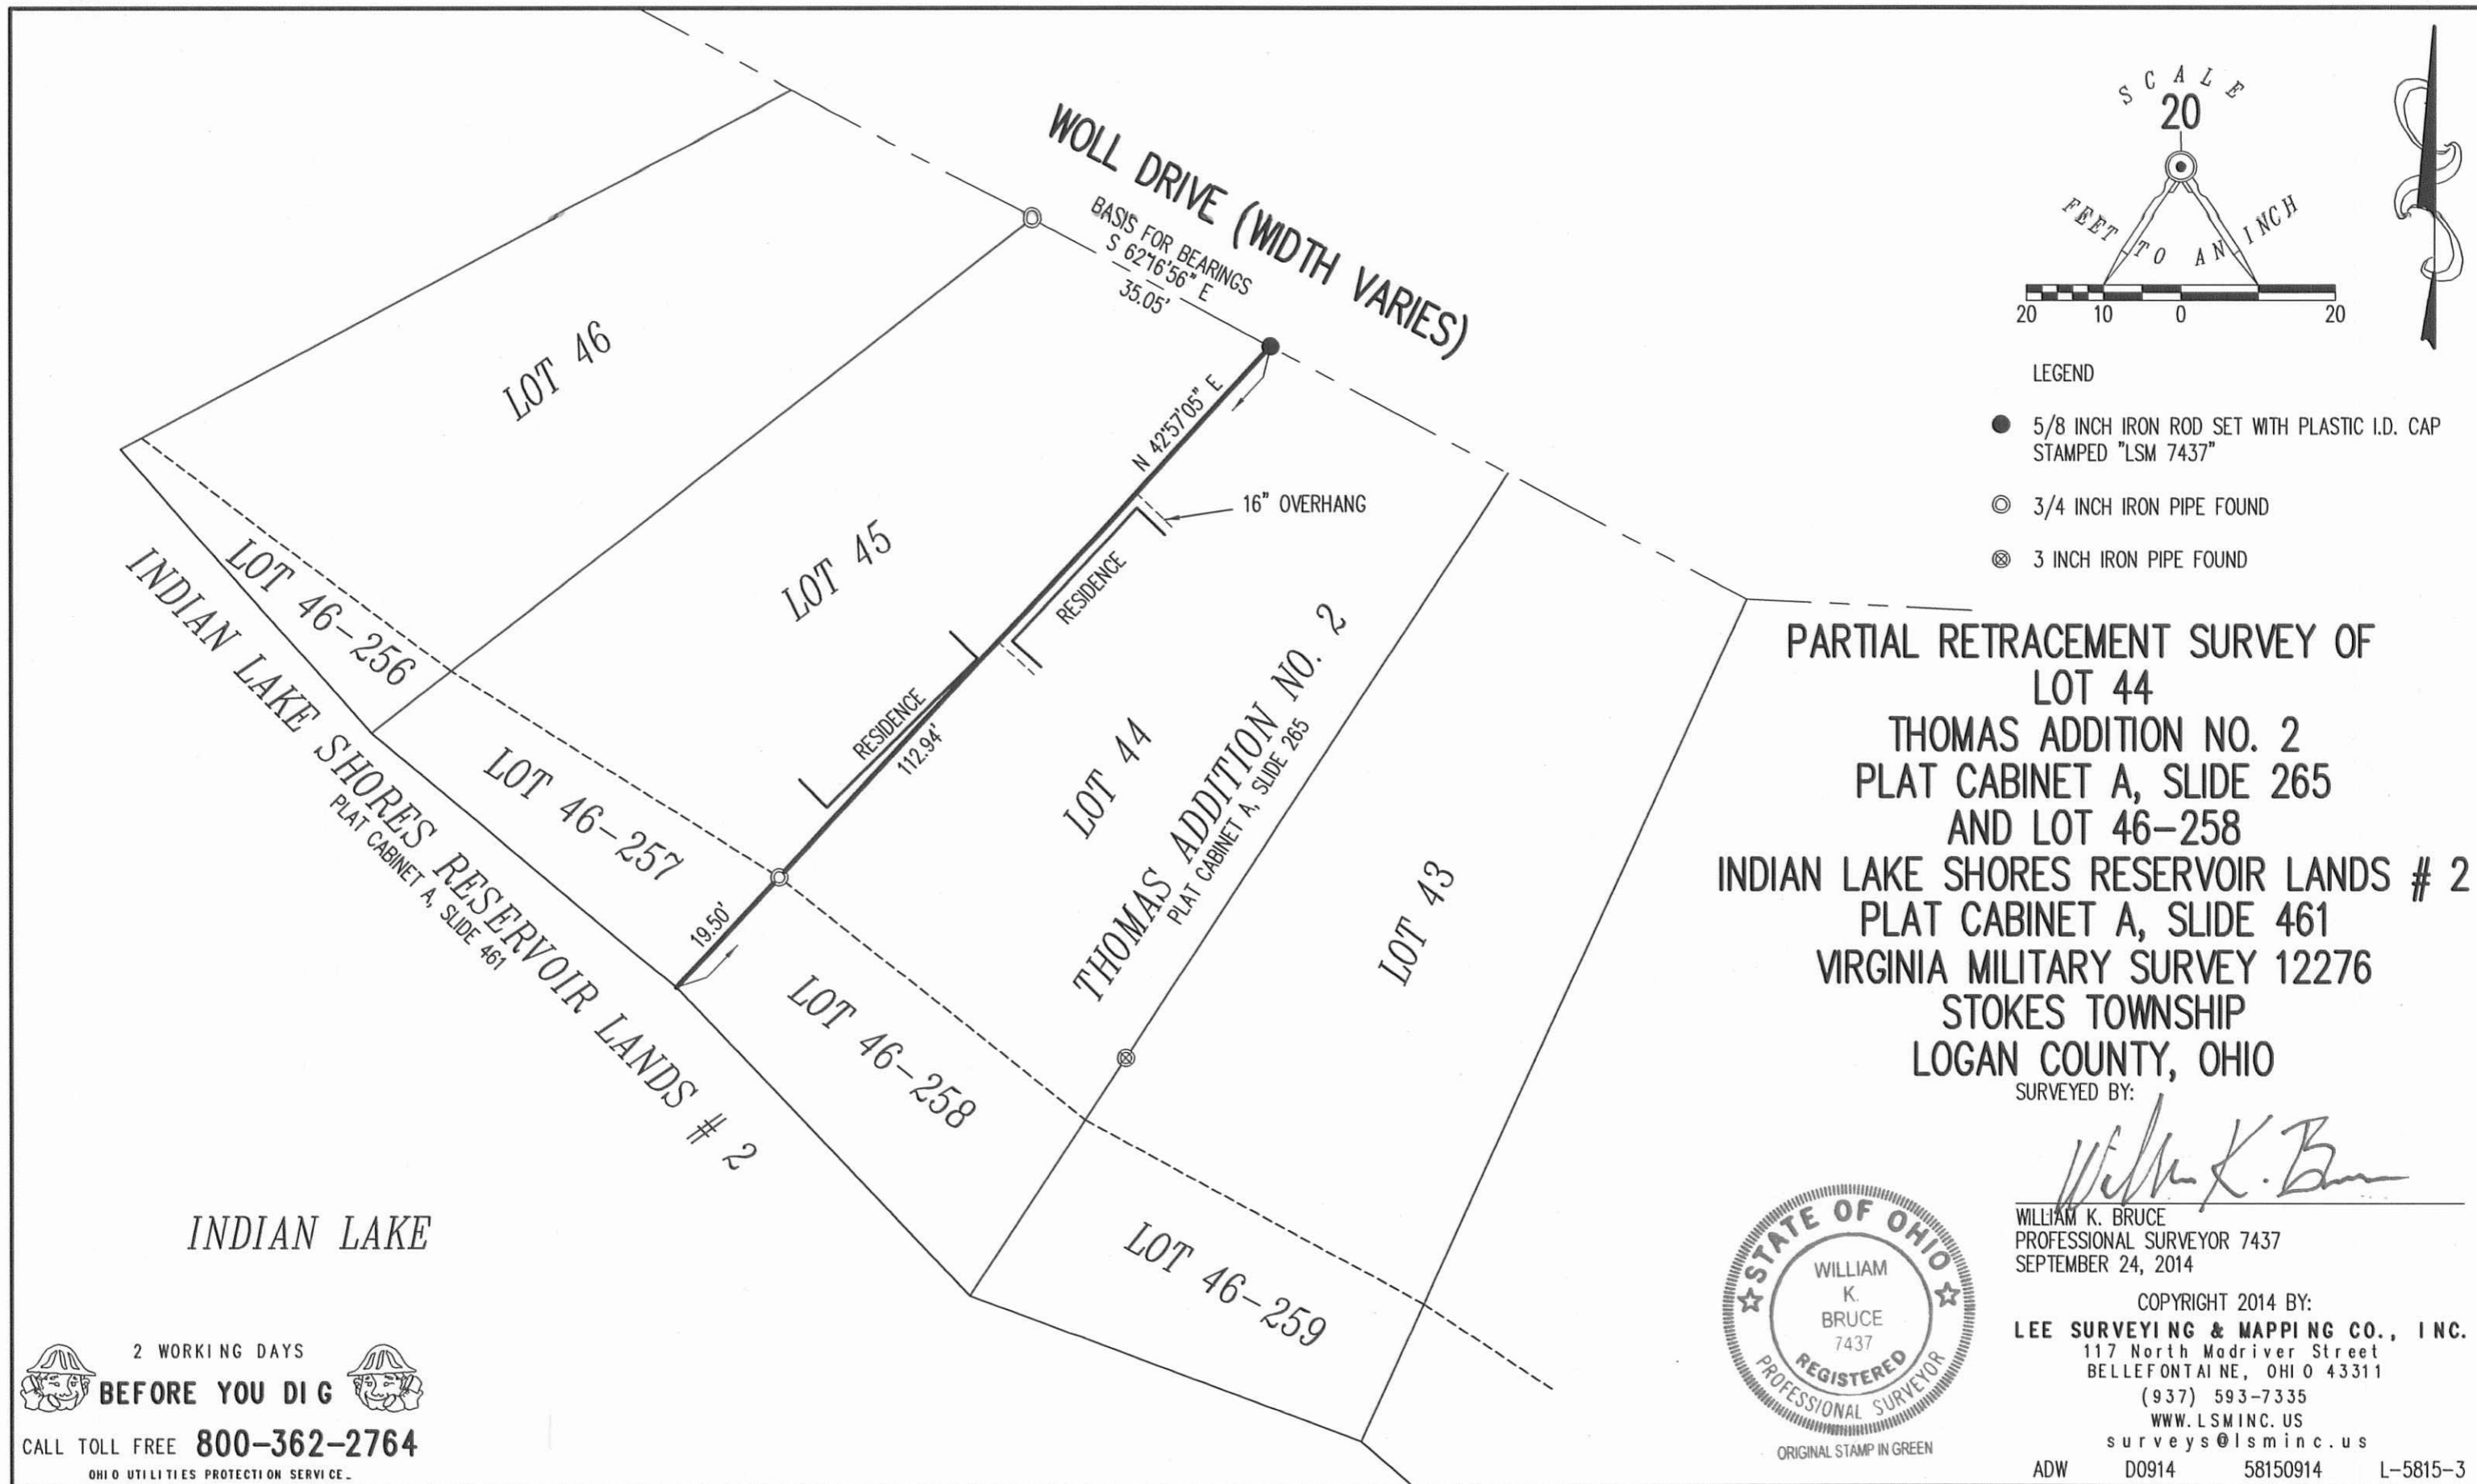 WOLL DRIVE (WIDTH VARIES)
BASIS FOR BEARINGS
S 62°16'56" E
35.05'
LOT 46
LOT 45
N 42°57'05" E
16" OVERHANG
RESIDENCE
RESIDENCE
112.94'
LOT 44
THOMAS ADDITION NO. 2
PLAT CABINET A, SLIDE 265
LOT 43
LOT 46-256
LOT 46-257
19.50'
LOT 46-258
LOT 46-259
INDIAN LAKE SHORES RESERVOIR LANDS # 2
PLAT CABINET A, SLIDE 461
INDIAN LAKE
2 WORKING DAYS
BEFORE YOU DIG
CALL TOLL FREE 800-362-2764
OHIO UTILITIES PROTECTION SERVICE.
SCALE
20
FEET TO AN INCH
20 10 0 20
LEGEND
5/8 INCH IRON ROD SET WITH PLASTIC I.D. CAP
STAMPED "LSM 7437"
3/4 INCH IRON PIPE FOUND
3 INCH IRON PIPE FOUND
PARTIAL RETRACEMENT SURVEY OF
LOT 44
THOMAS ADDITION NO. 2
PLAT CABINET A, SLIDE 265
AND LOT 46-258
INDIAN LAKE SHORES RESERVOIR LANDS # 2
PLAT CABINET A, SLIDE 461
VIRGINIA MILITARY SURVEY 12276
STOKES TOWNSHIP
LOGAN COUNTY, OHIO
SURVEYED BY:
William K. Bruce
WILLIAM K. BRUCE
PROFESSIONAL SURVEYOR 7437
SEPTEMBER 24, 2014
STATE OF OHIO
WILLIAM
K.
BRUCE
7437
REGISTERED
PROFESSIONAL SURVEYOR
ORIGINAL STAMP IN GREEN
COPYRIGHT 2014 BY:
LEE SURVEYING & MAPPING CO., INC.
117 North Madriver Street
BELLEFONTAINE, OHIO 43311
(937) 593-7335
WWW.LSMINC.US
surveys@lsminc.us
ADW D0914 58150914 L-5815-3